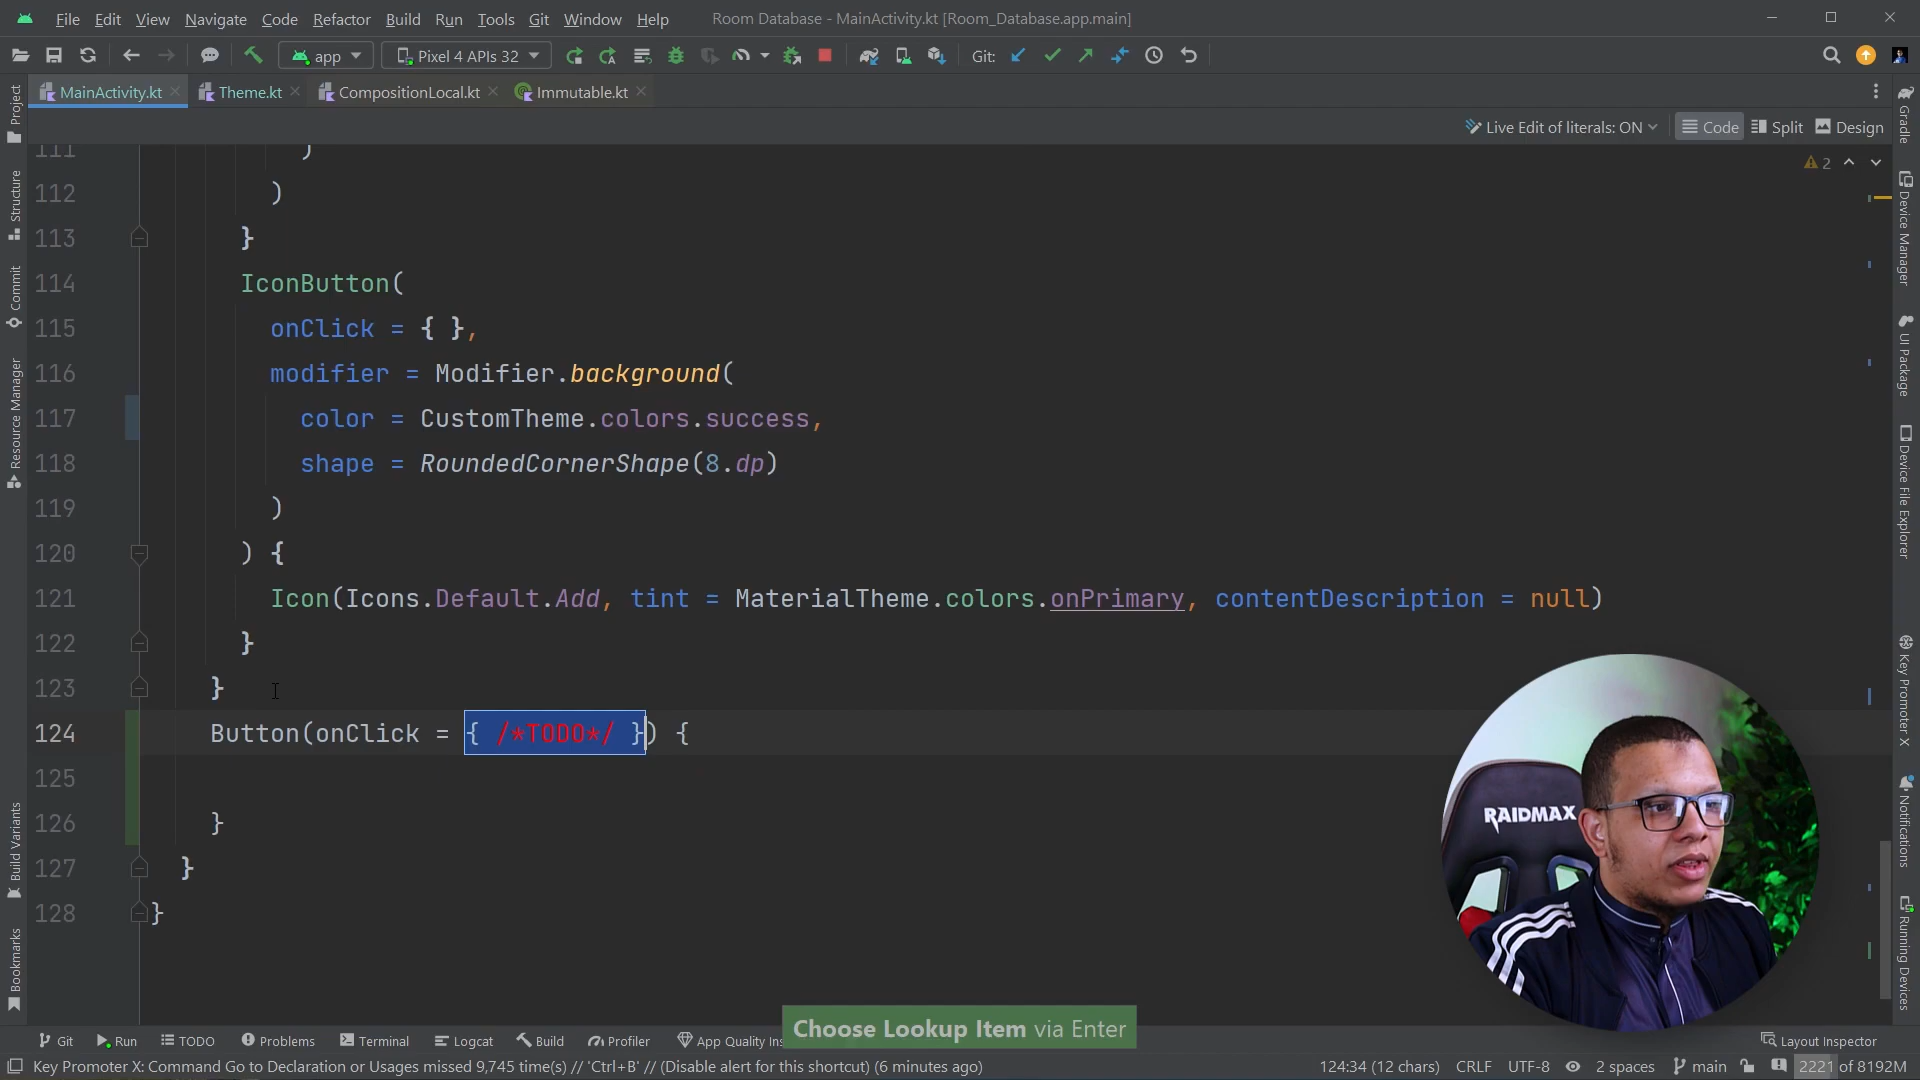 File Edit View Navigate Code Refactor Build Run Tools Git Window Help Room Database - MainActivity.kt [Room_Database.app.main]
app Pixel 4 APIs 32 Git:
MainActivity.kt Theme.kt CompositionLocal.kt Immutable.kt
Live Edit of literals: ON Code Split Design
2
111 )
112 )
113 }
114 IconButton(
115 onClick = { },
116 modifier = Modifier.background(
117 color = CustomTheme.colors.success,
118 shape = RoundedCornerShape(8.dp)
119 )
120 ) {
121 Icon(Icons.Default.Add, tint = MaterialTheme.colors.onPrimary, contentDescription = null)
122 }
123 }
124 Button(onClick = { /*TODO*/ }) {
125
126 }
127 }
128 }
Project
Structure
Commit
Resource Manager
Build Variants
Bookmarks
Gradle
Device Manager
UI Package
Device File Explorer
Key Promoter X
Notifications
Running Devices
RAIDMAX
Choose Lookup Item via Enter
Git Run TODO Problems Terminal Logcat Build Profiler App Quality Ins Layout Inspector
Key Promoter X: Command Go to Declaration or Usages missed 9,745 time(s) // 'Ctrl+B' // (Disable alert for this shortcut) (6 minutes ago) 124:34 (12 chars) CRLF UTF-8 2 spaces main 2221 of 8192M